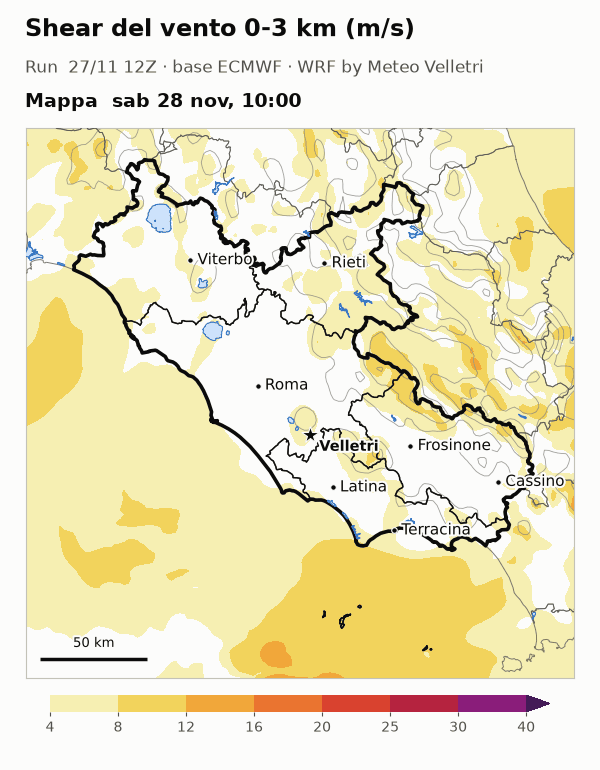 Shear del vento 0-3 km (m/s)
Run  27/11 12Z · base ECMWF · WRF by Meteo Velletri
Mappa  sab 28 nov, 10:00
Viterbo
Rieti
Roma
Velletri
Frosinone
Latina
Cassino
Terracina
50 km
4 8 12 16 20 25 30 40